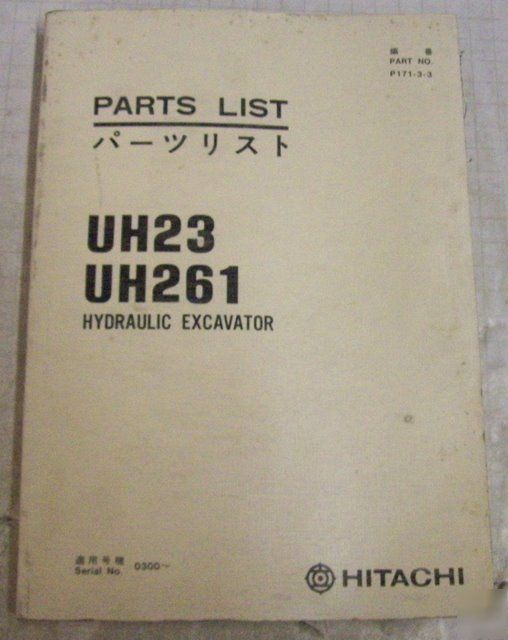 編 番
PART NO.
P171-3-3
PARTS LIST
パーツリスト
UH23
UH261
HYDRAULIC EXCAVATOR
適用号機
Serial No. 0300~
HITACHI